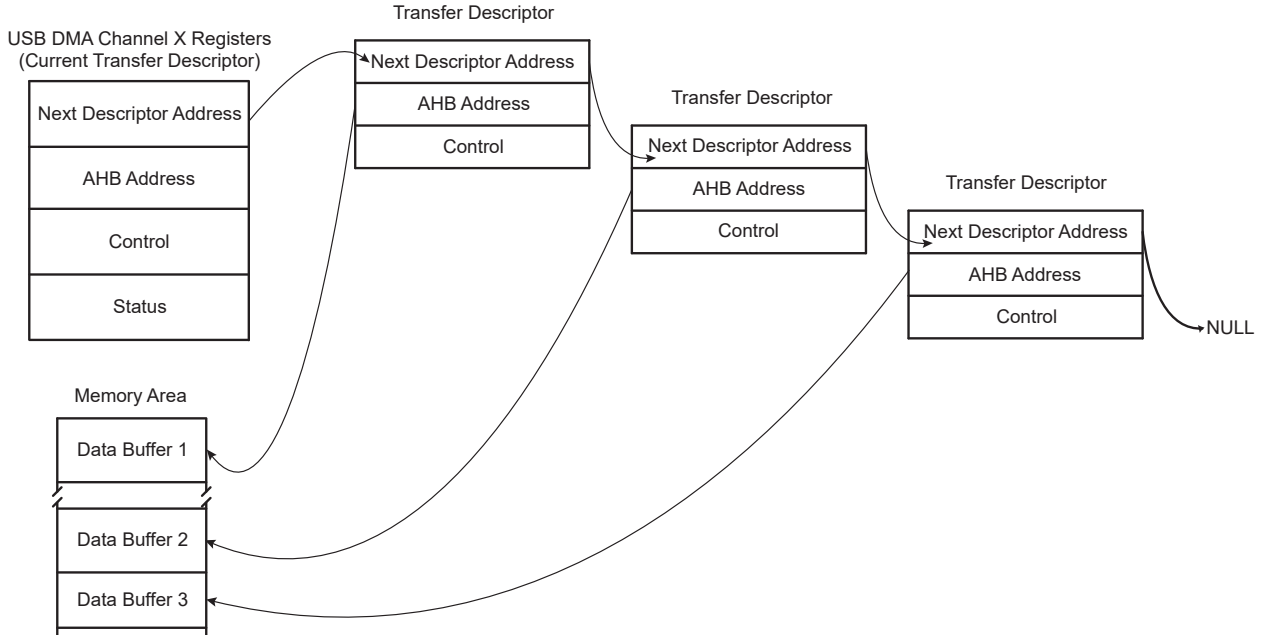 Transfer Descriptor
USB DMA Channel X Registers
(Current Transfer Descriptor)
Next Descriptor Address
AHB Address
Control
Status
Next Descriptor Address
AHB Address
Control
Transfer Descriptor
Next Descriptor Address
AHB Address
Control
Transfer Descriptor
Next Descriptor Address
AHB Address
Control
NULL
Memory Area
Data Buffer 1
Data Buffer 2
Data Buffer 3